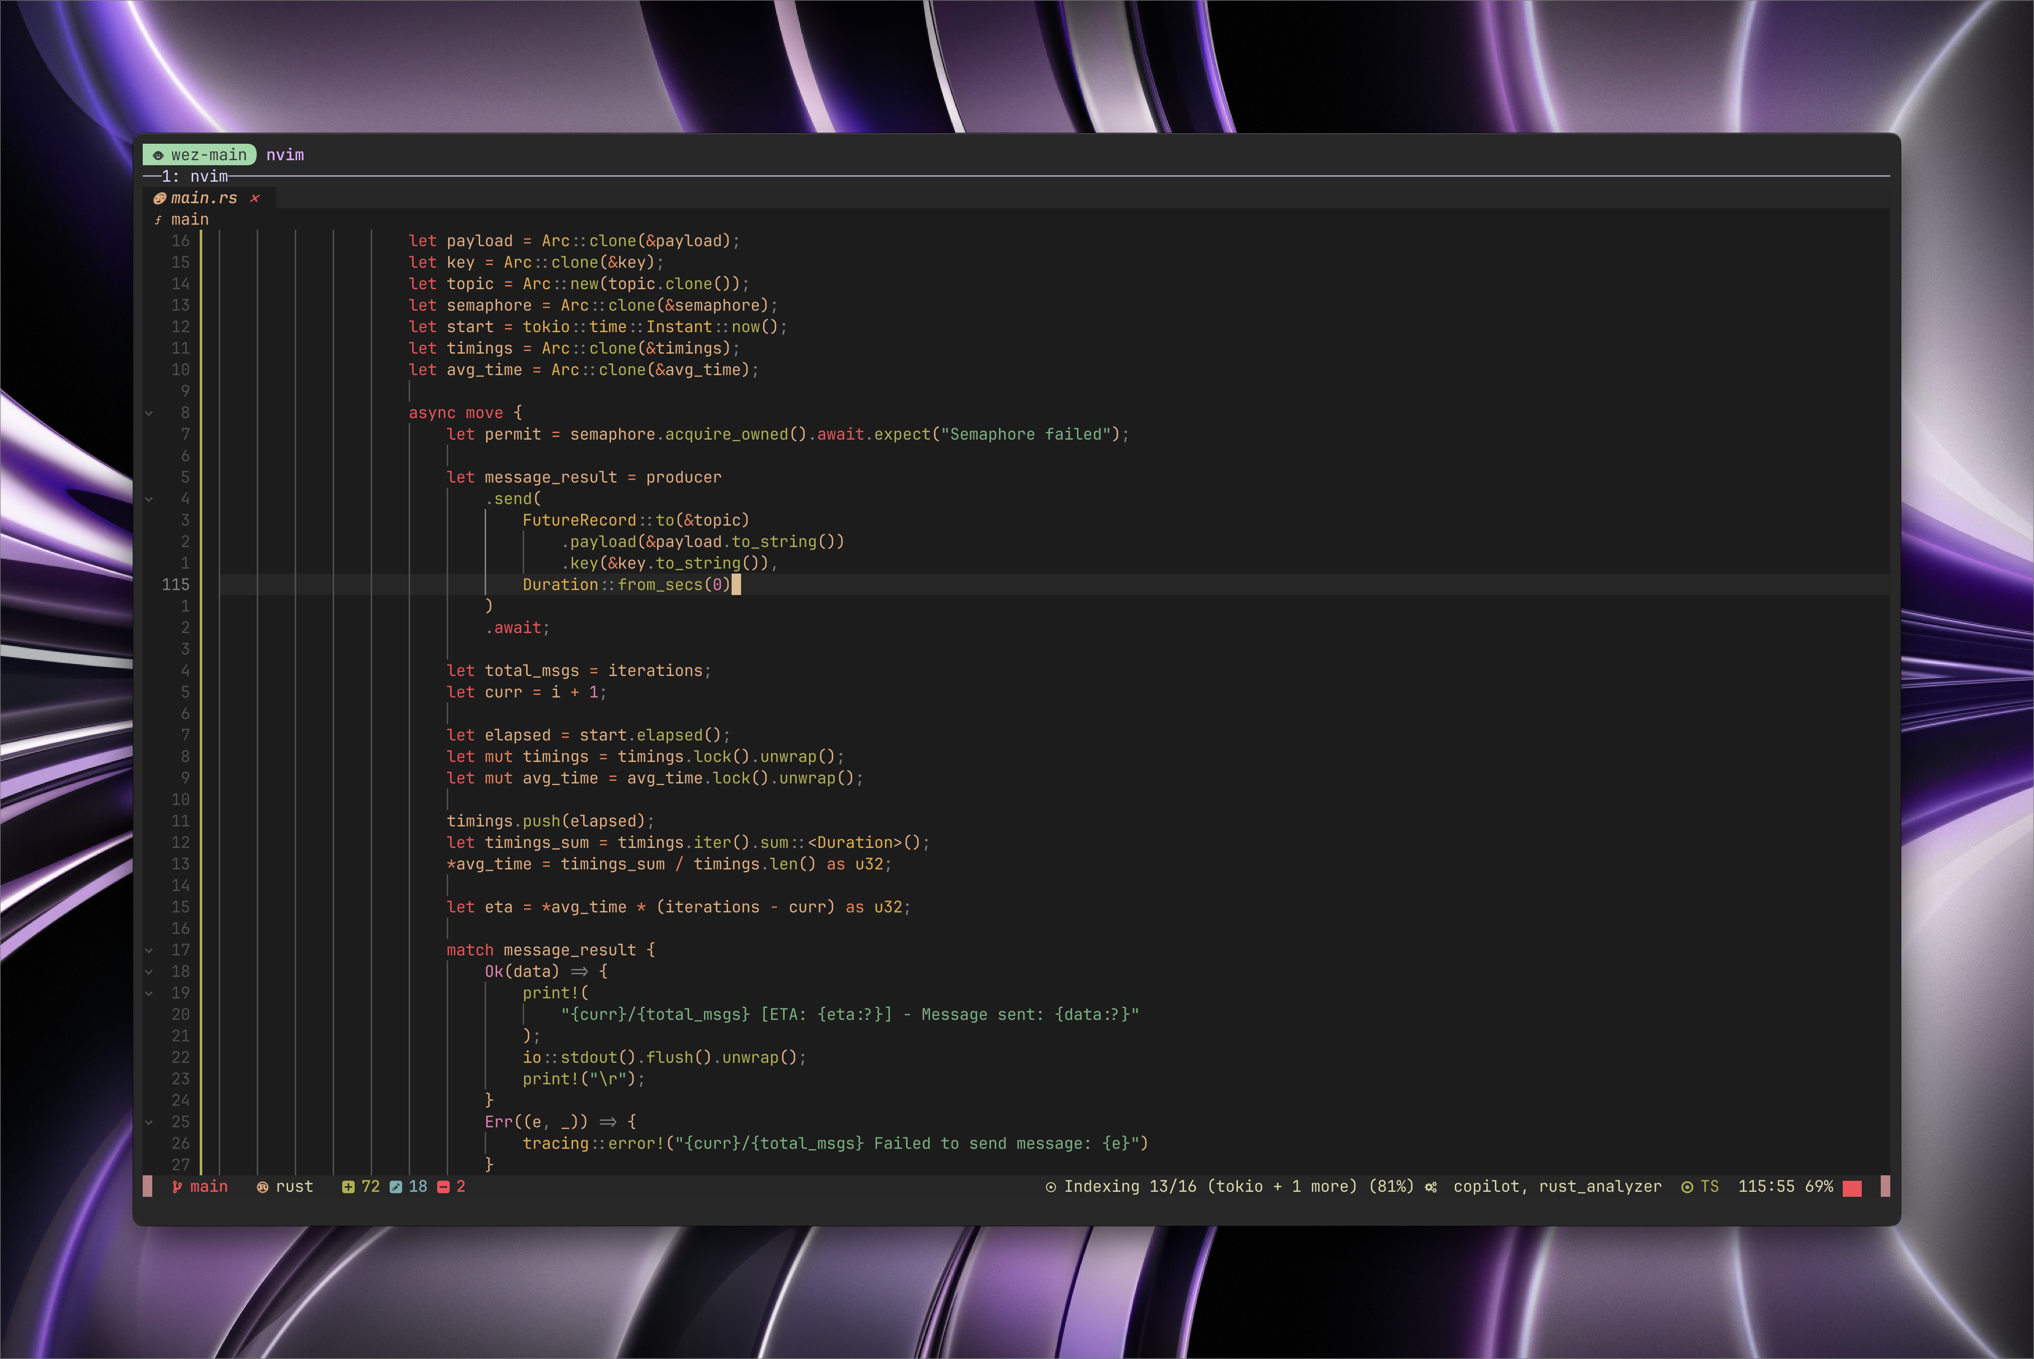 wez-main nvim
1: nvim
main.rs ×
f main
16 let payload = Arc::clone(&payload);
15 let key = Arc::clone(&key);
14 let topic = Arc::new(topic.clone());
13 let semaphore = Arc::clone(&semaphore);
12 let start = tokio::time::Instant::now();
11 let timings = Arc::clone(&timings);
10 let avg_time = Arc::clone(&avg_time);
9
8 async move {
7 let permit = semaphore.acquire_owned().await.expect("Semaphore failed");
6
5 let message_result = producer
4 .send(
3 FutureRecord::to(&topic)
2 .payload(&payload.to_string())
1 .key(&key.to_string()),
115 Duration::from_secs(0)
1 )
2 .await;
3
4 let total_msgs = iterations;
5 let curr = i + 1;
6
7 let elapsed = start.elapsed();
8 let mut timings = timings.lock().unwrap();
9 let mut avg_time = avg_time.lock().unwrap();
10
11 timings.push(elapsed);
12 let timings_sum = timings.iter().sum::<Duration>();
13 *avg_time = timings_sum / timings.len() as u32;
14
15 let eta = *avg_time * (iterations - curr) as u32;
16
17 match message_result {
18 Ok(data) => {
19 print!(
20 "{curr}/{total_msgs} [ETA: {eta:?}] - Message sent: {data:?}"
21 );
22 io::stdout().flush().unwrap();
23 print!("\r");
24 }
25 Err((e, _)) => {
26 tracing::error!("{curr}/{total_msgs} Failed to send message: {e}")
27 }
main rust 72 18 2 Indexing 13/16 (tokio + 1 more) (81%) copilot, rust_analyzer TS 115:55 69%